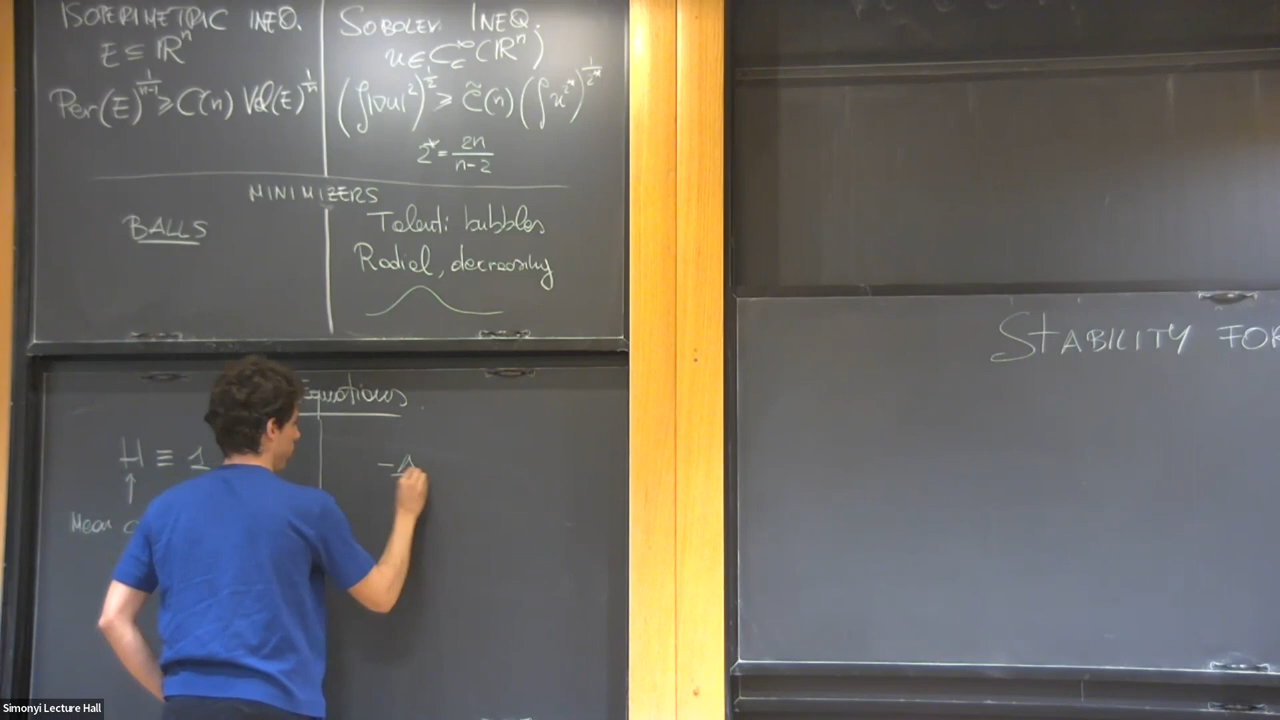 ISOPERIMETRIC INEQ.
E ⊆ ℝⁿ
Per(E)^{1/(n-1)} ≥ C(n) Vol(E)^{1/n}
SOBOLEV INEQ.
u ∈ C_c^∞(ℝⁿ)
(∫|∇u|²)^{1/2} ≥ C̃(n) (∫u^{2*})^{1/2*}
2* = 2n/(n-2)
MINIMIZERS
BALLS
Talenti bubbles
Radial, decreasing
Equations
H ≡ 1
↑
Mean
-Δ
STABILITY FO
Simonyi Lecture Hall